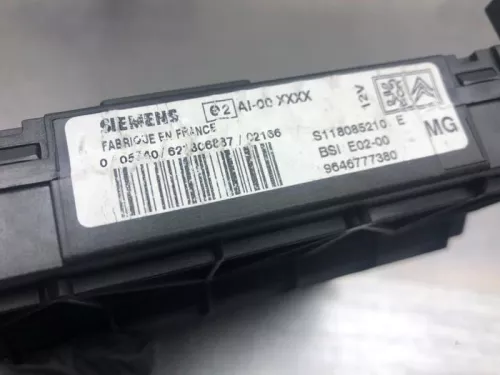 SIEMENS
e2 AI-00 XXXX
12V
FABRIQUE EN FRANCE
S118085210 E
BSI E02-00
MG
9646777380